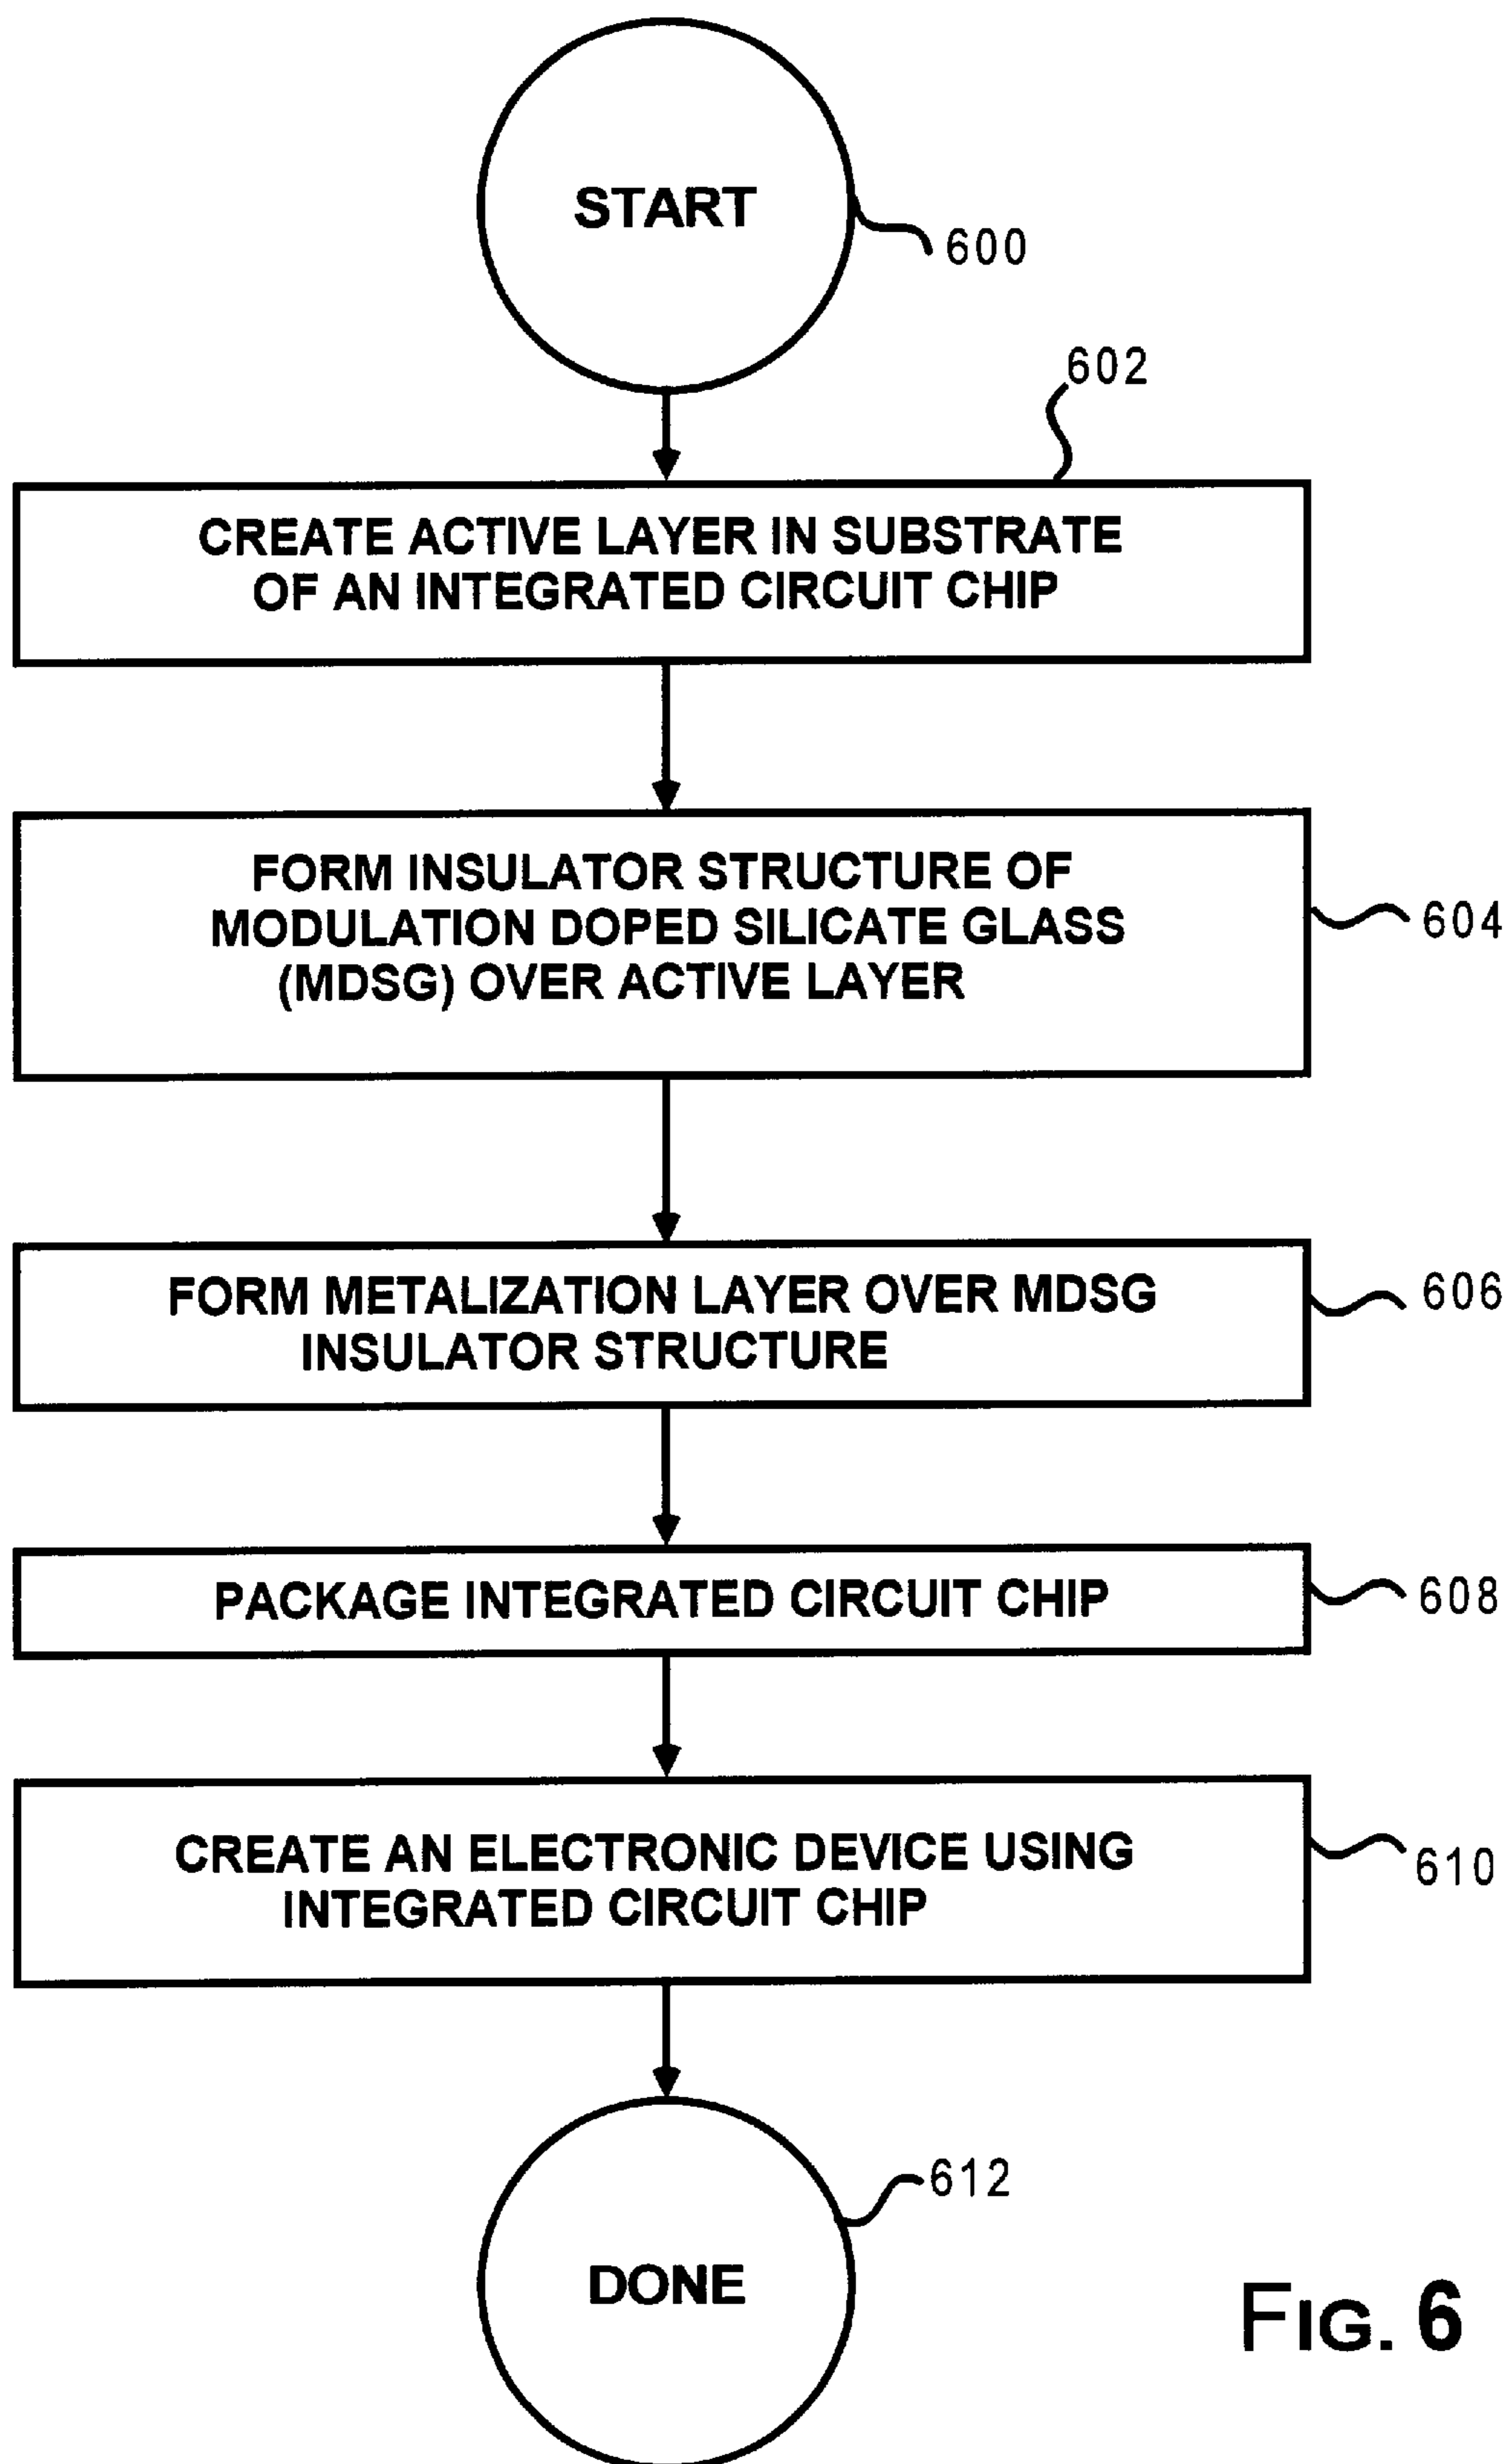 START
600
602
CREATE ACTIVE LAYER IN SUBSTRATE
OF AN INTEGRATED CIRCUIT CHIP
FORM INSULATOR STRUCTURE OF
MODULATION DOPED SILICATE GLASS
(MDSG) OVER ACTIVE LAYER
604
FORM METALIZATION LAYER OVER MDSG
INSULATOR STRUCTURE
606
PACKAGE INTEGRATED CIRCUIT CHIP
608
CREATE AN ELECTRONIC DEVICE USING
INTEGRATED CIRCUIT CHIP
610
612
DONE
FIG. 6